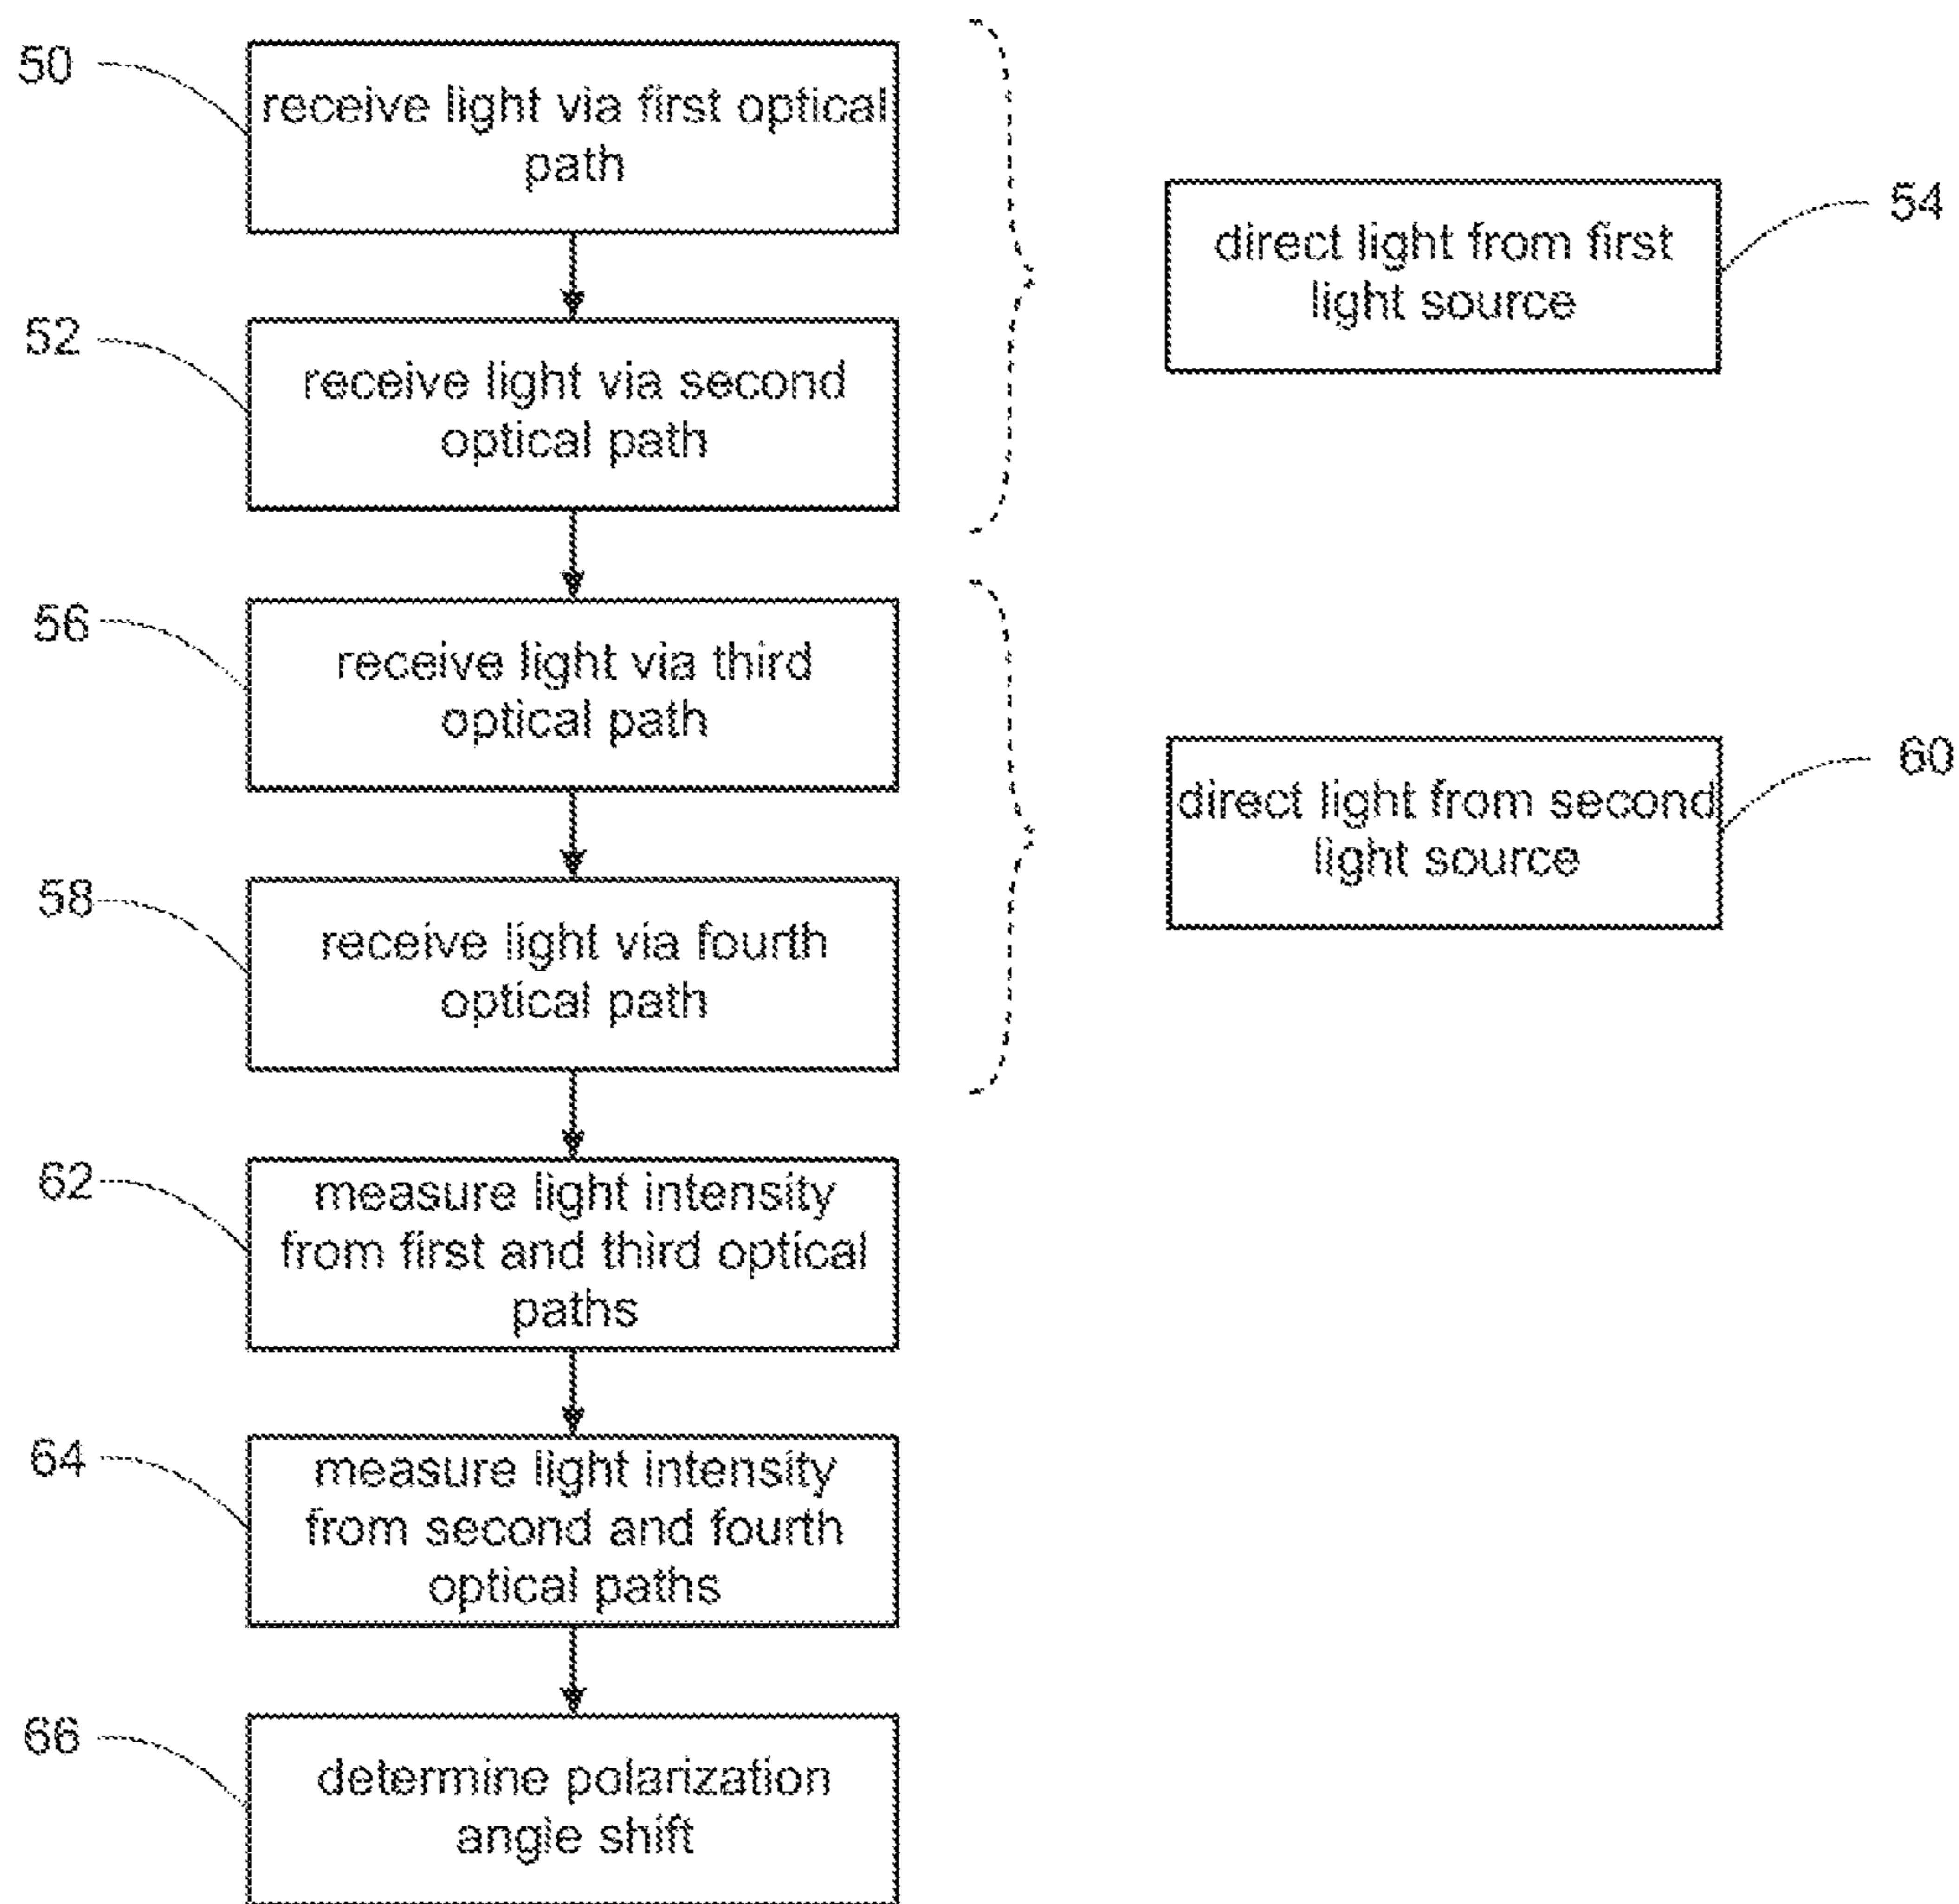 50
receive light via first optical
path
54
direct light from first
light source
52
receive light via second
optical path
56
receive light via third
optical path
60
direct light from second
light source
58
receive light via fourth
optical path
62
measure light intensity
from first and third optical
paths
64
measure light intensity
from second and fourth
optical paths
66
determine polarization
angle shift